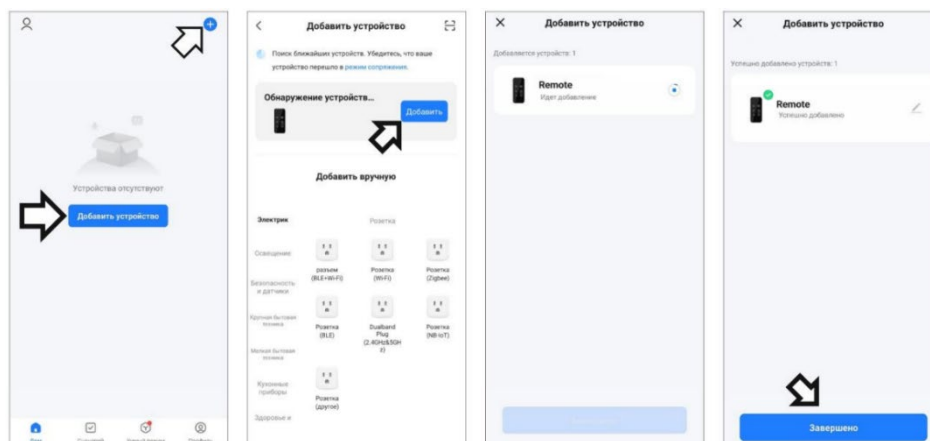 Устройства отсутствуют
Добавить устройство
Добавить устройство
Поиск ближайших устройств. Убедитесь, что ваше
устройство перешло в режим сопряжения.
Обнаружение устройств...
Добавить
Добавить вручную
Электрик
Розетка
Освещение
разъем
(BLE+Wi-Fi)
Розетка
(Wi-Fi)
Розетка
(Zigbee)
Безопасность
и датчики
Крупная бытовая
техника
Розетка
(BLE)
Dualband
Plug
(2.4GHz&5GH
z)
Розетка
(NB-IoT)
Мелкая бытовая
техника
Кухонные
приборы
Розетка
(другое)
Здоровье и
Добавить устройство
Добавляется устройств: 1
Remote
Идет добавление
Добавить устройство
Успешно добавлено устройств: 1
Remote
Успешно добавлено
Завершено